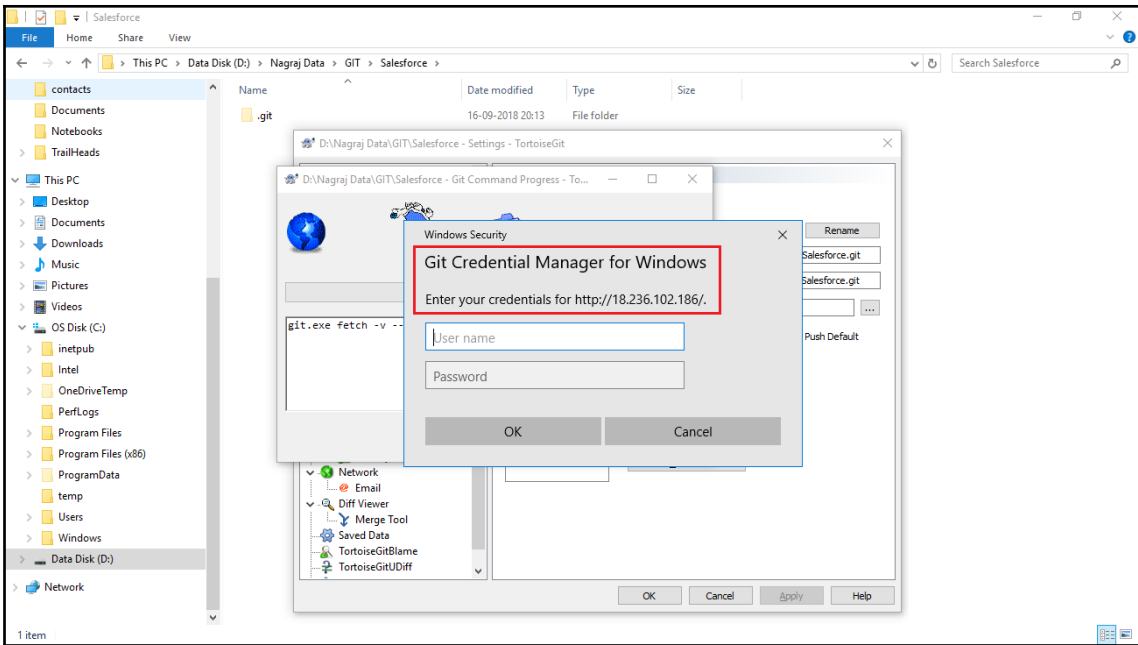 Salesforce
File Home Share View
This PC > Data Disk (D:) > Nagraj Data > GIT > Salesforce >
Search Salesforce
contacts
Documents
Notebooks
TrailHeads
This PC
Desktop
Documents
Downloads
Music
Pictures
Videos
OS Disk (C:)
inetpub
Intel
OneDriveTemp
PerfLogs
Program Files
Program Files (x86)
ProgramData
temp
Users
Windows
Data Disk (D:)
Network
1 item
Name Date modified Type Size
.git 16-09-2018 20:13 File folder
D:\Nagraj Data\GIT\Salesforce - Settings - TortoiseGit
D:\Nagraj Data\GIT\Salesforce - Git Command Progress - To...
git.exe fetch -v --
Windows Security
Git Credential Manager for Windows
Enter your credentials for http://18.236.102.186/.
User name
Password
OK Cancel
Rename
Salesforce.git
Salesforce.git
...
Push Default
Network
Email
Diff Viewer
Merge Tool
Saved Data
TortoiseGitBlame
TortoiseGitUDiff
OK Cancel Apply Help